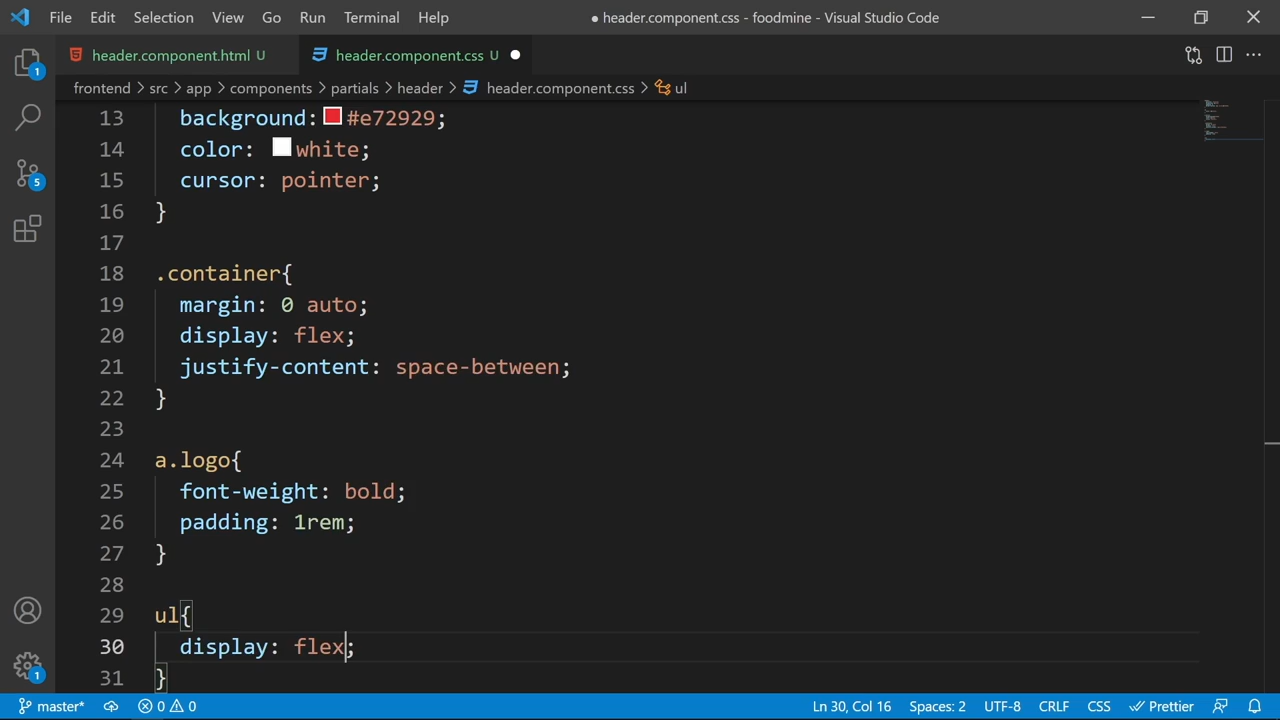 File Edit Selection View Go Run Terminal Help ● header.component.css - foodmine - Visual Studio Code
header.component.html U header.component.css U
frontend > src > app > components > partials > header > header.component.css > ul
1
5
1
13 background: #e72929;
14 color: white;
15 cursor: pointer;
16 }
17
18 .container{
19 margin: 0 auto;
20 display: flex;
21 justify-content: space-between;
22 }
23
24 a.logo{
25 font-weight: bold;
26 padding: 1rem;
27 }
28
29 ul{
30 display: flex;
31 }
master* 0 0 Ln 30, Col 16 Spaces: 2 UTF-8 CRLF CSS Prettier